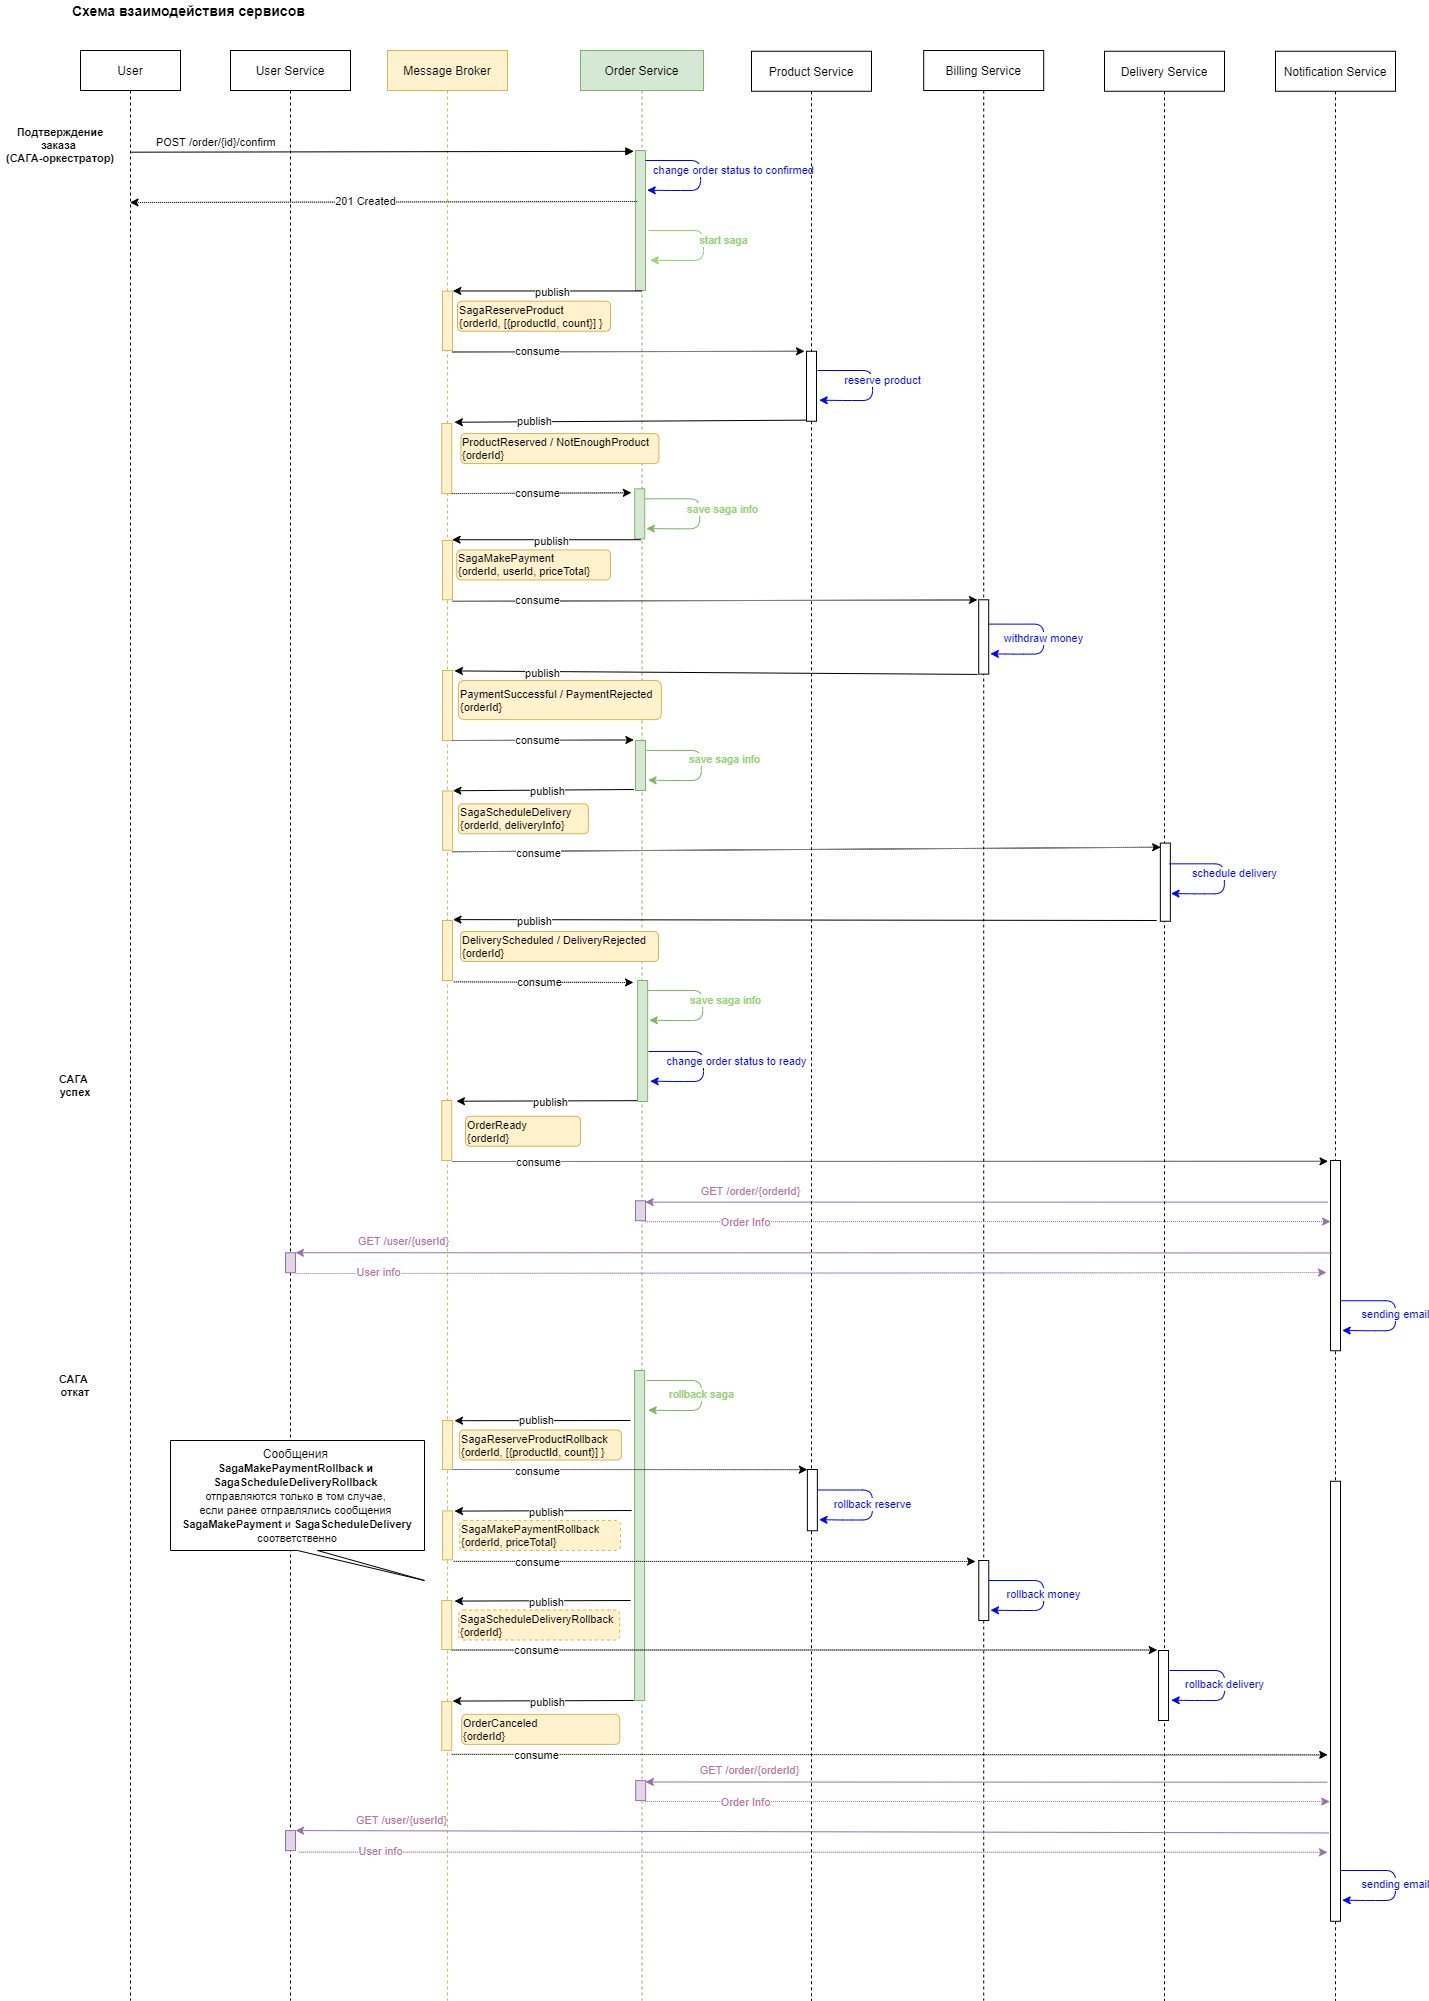 Схема взаимодействия сервисов
User
User Service
Message Broker
Order Service
Product Service
Billing Service
Delivery Service
Notification Service
Подтверждение
заказа
(САГА-оркестратор)
POST /order/{id}/confirm
change order status to confirmed
201 Created
start saga
publish
SagaReserveProduct
{orderId, [{productId, count}] }
consume
reserve product
publish
ProductReserved / NotEnoughProduct
{orderId}
consume
save saga info
publish
SagaMakePayment
{orderId, userId, priceTotal}
consume
withdraw money
publish
PaymentSuccessful / PaymentRejected
{orderId}
consume
save saga info
publish
SagaScheduleDelivery
{orderId, deliveryInfo}
consume
schedule delivery
publish
DeliveryScheduled / DeliveryRejected
{orderId}
consume
save saga info
change order status to ready
САГА
успех
publish
OrderReady
{orderId}
consume
GET /order/{orderId}
Order Info
GET /user/{userId}
User info
sending email
САГА
откат
rollback saga
publish
SagaReserveProductRollback
{orderId, [{productId, count}] }
consume
Сообщения
SagaMakePaymentRollback и
SagaScheduleDeliveryRollback
отправляются только в том случае,
если ранее отправлялись сообщения
SagaMakePayment и SagaScheduleDelivery
соответственно
rollback reserve
publish
SagaMakePaymentRollback
{orderId, priceTotal}
consume
rollback money
publish
SagaScheduleDeliveryRollback
{orderId}
consume
rollback delivery
publish
OrderCanceled
{orderId}
consume
GET /order/{orderId}
Order Info
GET /user/{userId}
User info
sending email